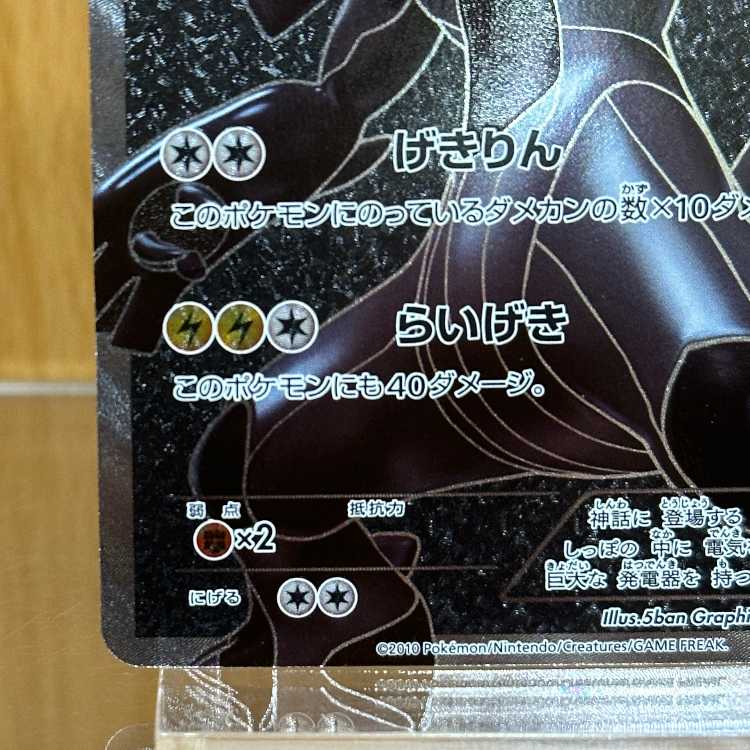 げきりん
このポケモンにのっているダメカンの数×10ダメ
らいげき
このポケモンにも40ダメージ。
弱点 抵抗力
×2
にげる
神話に 登場する
しっぽの 中に 電気
巨大な 発電器を 持つ
Illus.5ban Graphi
©2010 Pokémon/Nintendo/Creatures/GAME FREAK.